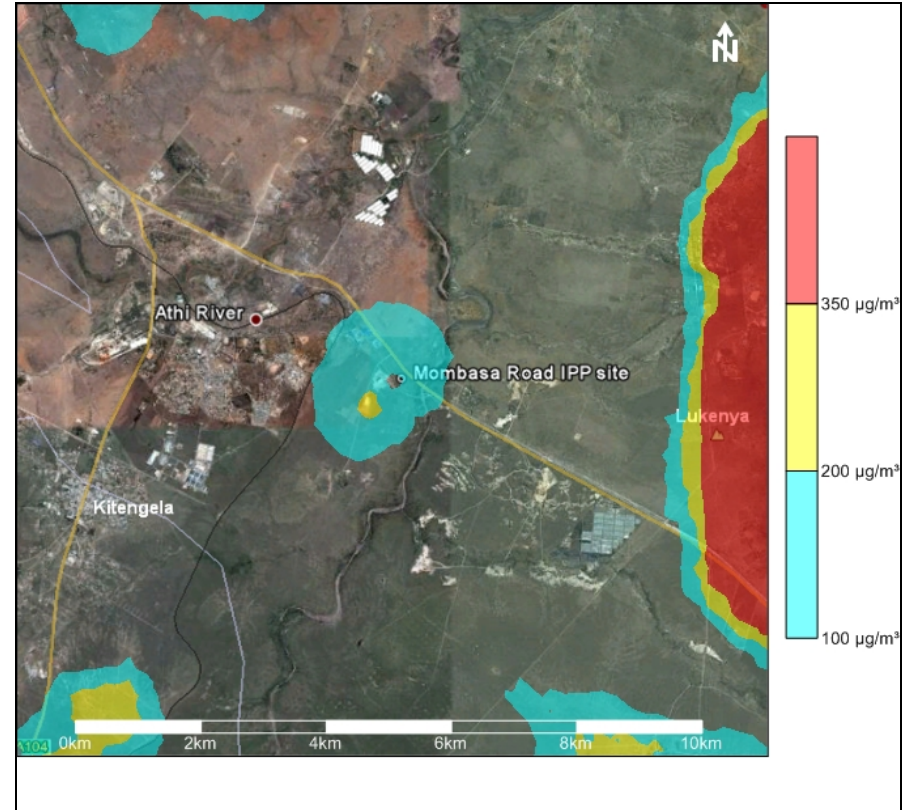 N
Athi River
Mombasa Road IPP site
Lukenya
Kitengela
A104
0km 2km 4km 6km 8km 10km
350 µg/m³
200 µg/m³
100 µg/m³